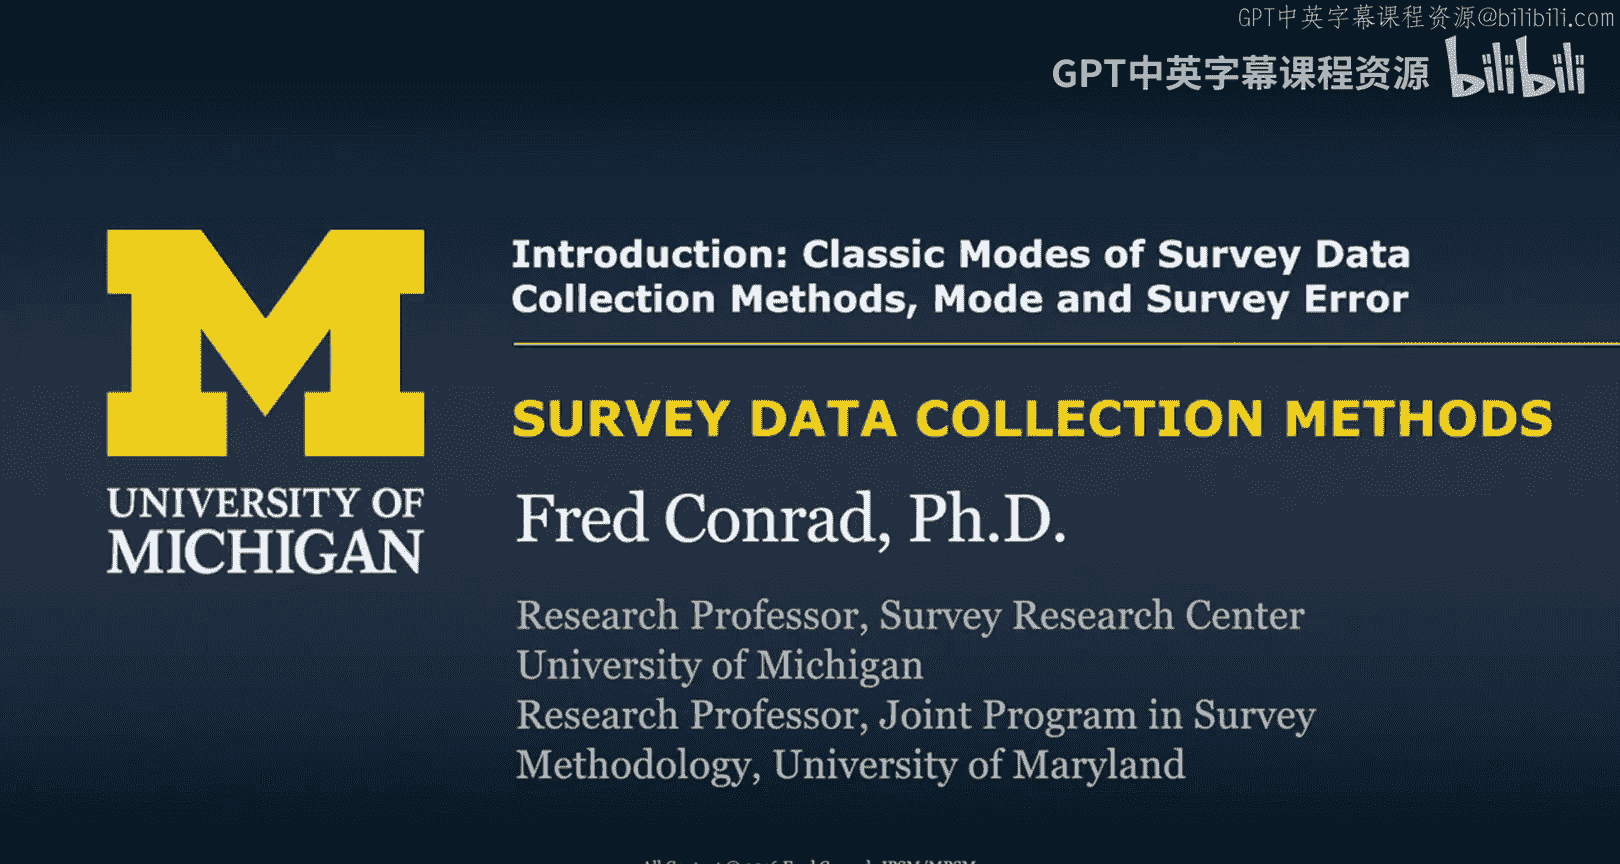 GPT中英字幕课程资源@bilibili.com
GPT中英字幕课程资源 bilibili
Introduction: Classic Modes of Survey Data
Collection Methods, Mode and Survey Error
SURVEY DATA COLLECTION METHODS
Fred Conrad, Ph.D.
Research Professor, Survey Research Center
University of Michigan
Research Professor, Joint Program in Survey
Methodology, University of Maryland
M
UNIVERSITY OF
MICHIGAN